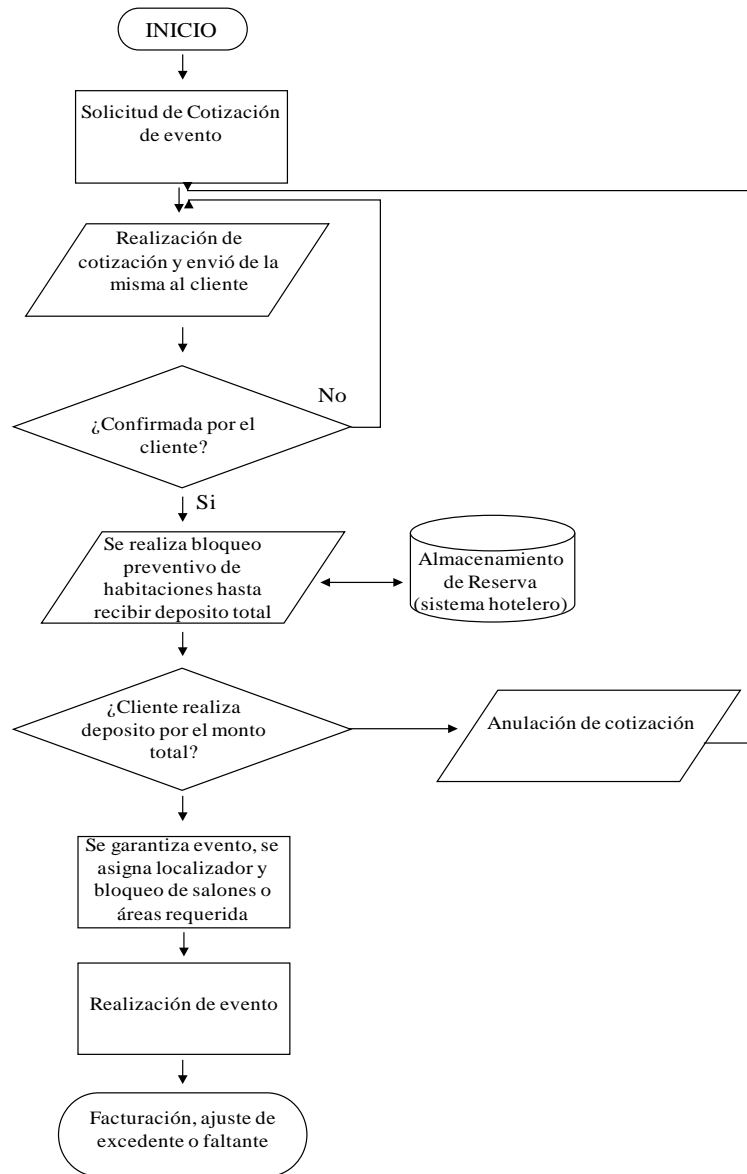 INICIO
Solicitud de Cotización
de evento
Realización de
cotización y envió de la
misma al cliente
No
¿Confirmada por el
cliente?
Si
Se realiza bloqueo
preventivo de
habitaciones hasta
recibir deposito total
Almacenamiento
de Reserva
(sistema hotelero)
¿Cliente realiza
deposito por el monto
total?
Anulación de cotización
Se garantiza evento, se
asigna localizador y
bloqueo de salones o
áreas requerida
Realización de evento
Facturación, ajuste de
excedente o faltante